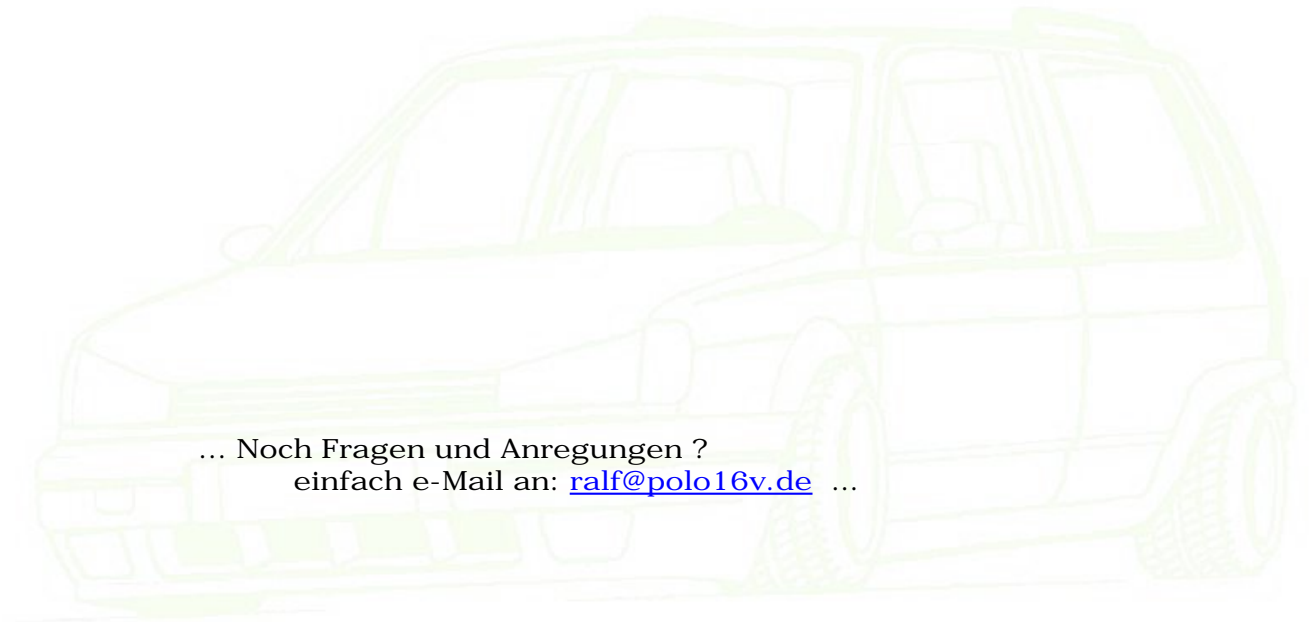 ... Noch Fragen und Anregungen ?
einfach e-Mail an: ralf@polo16v.de ...